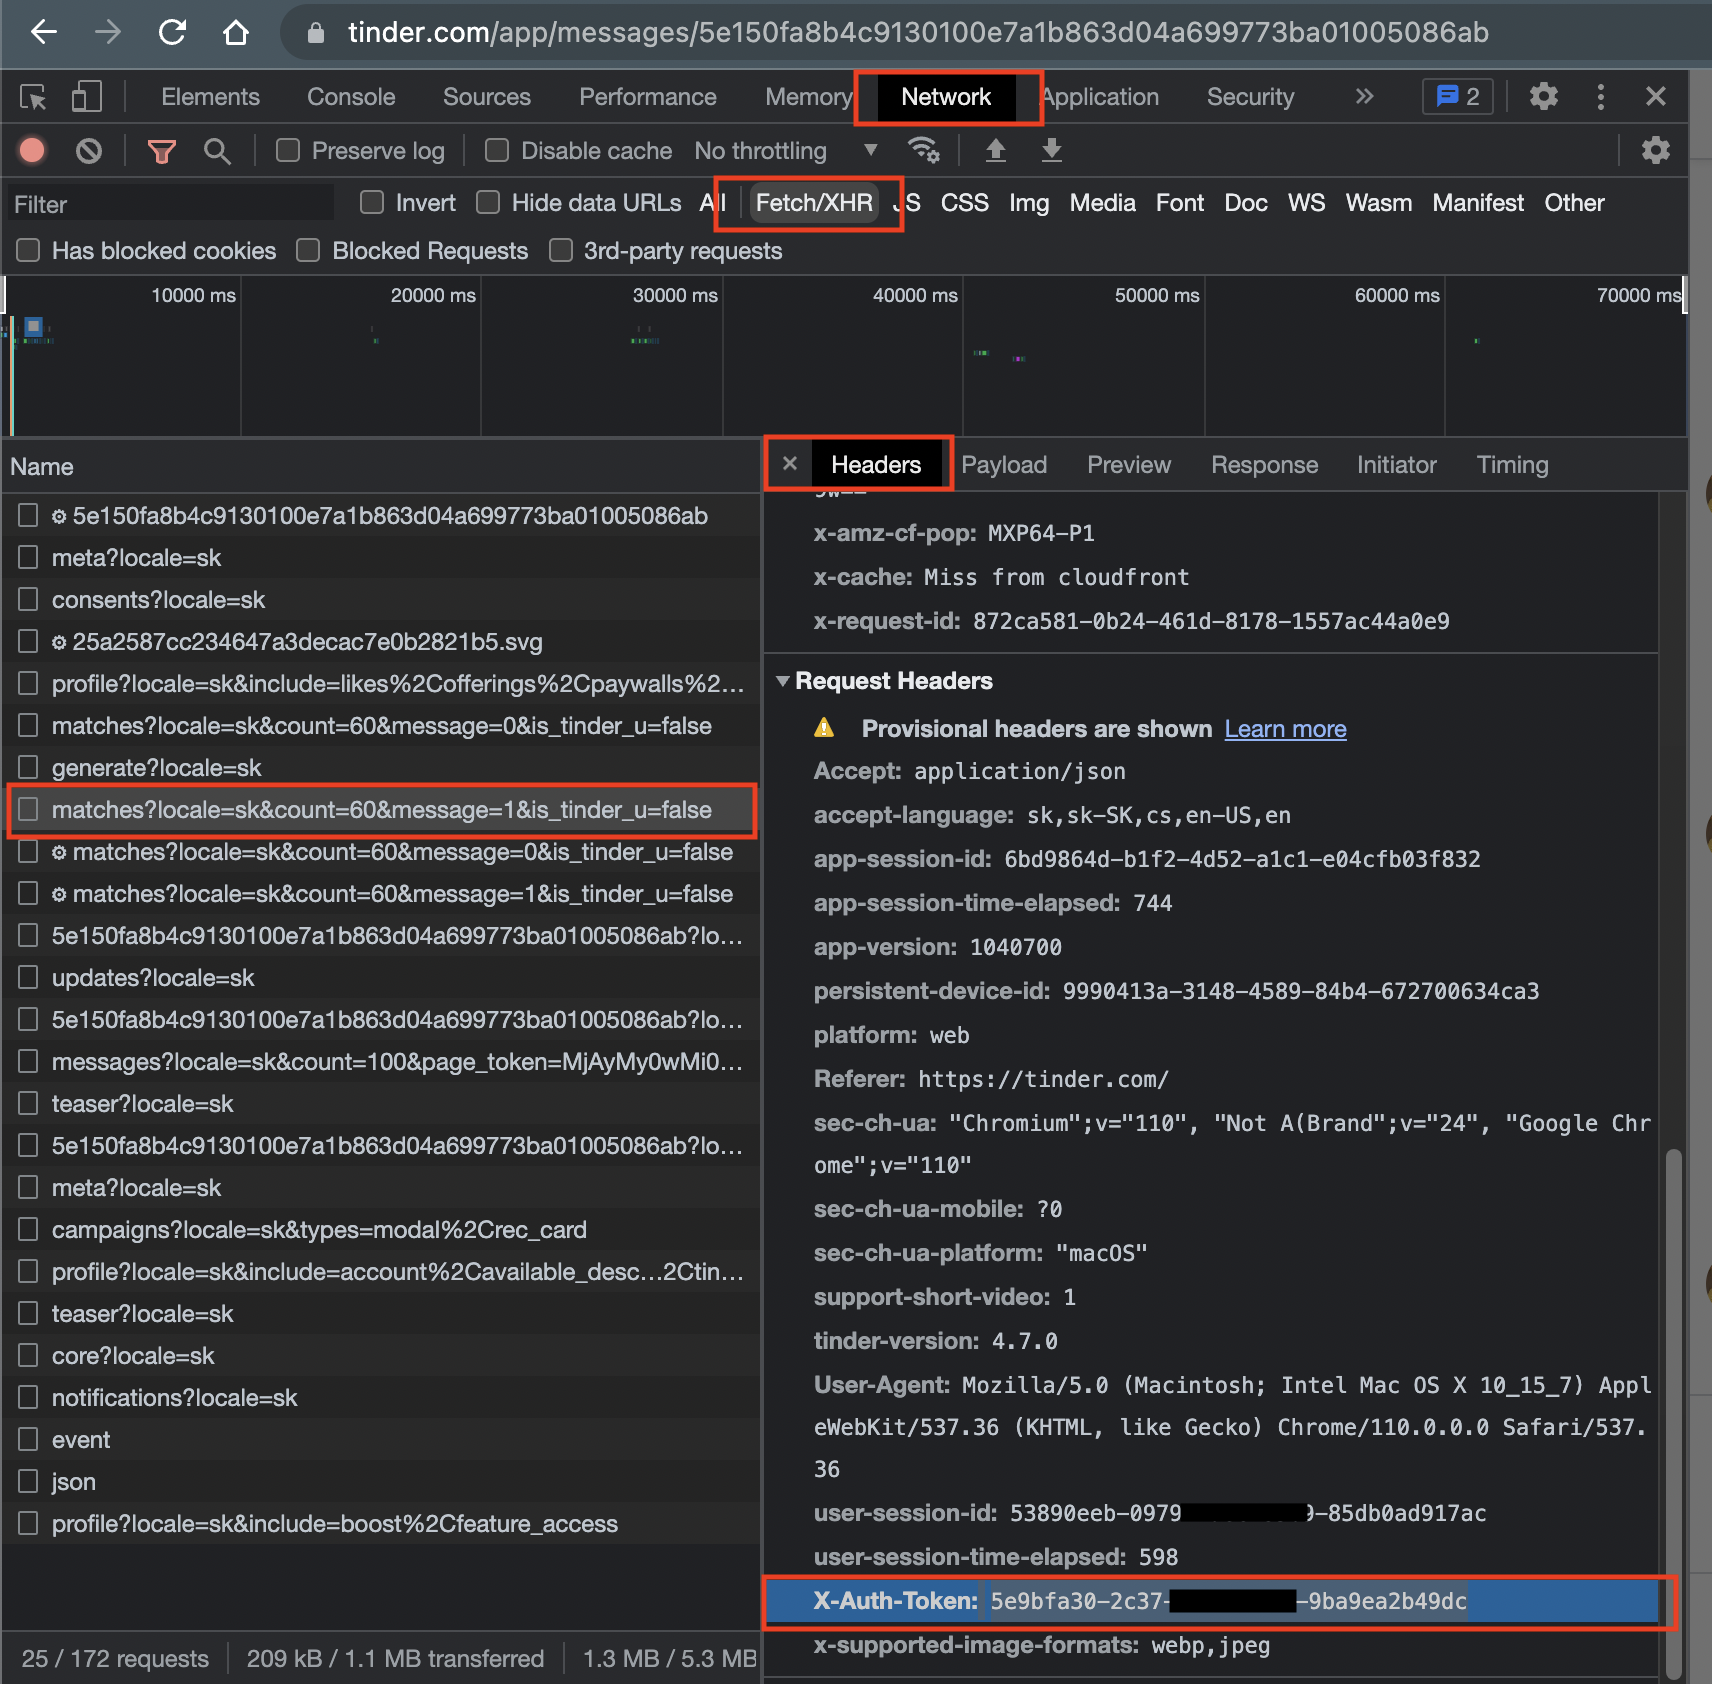 tinder.com/app/messages/5e150fa8b4c9130100e7a1b863d04a699773ba01005086ab
Elements Console Sources Performance Memory Network Application Security 2
Preserve log Disable cache No throttling
Filter Invert Hide data URLs All Fetch/XHR JS CSS Img Media Font Doc WS Wasm Manifest Other
Has blocked cookies Blocked Requests 3rd-party requests
10000 ms 20000 ms 30000 ms 40000 ms 50000 ms 60000 ms 70000 ms
Name
5e150fa8b4c9130100e7a1b863d04a699773ba01005086ab
meta?locale=sk
consents?locale=sk
25a2587cc234647a3decac7e0b2821b5.svg
profile?locale=sk&include=likes%2Cofferings%2Cpaywalls%2...
matches?locale=sk&count=60&message=0&is_tinder_u=false
generate?locale=sk
matches?locale=sk&count=60&message=1&is_tinder_u=false
matches?locale=sk&count=60&message=0&is_tinder_u=false
matches?locale=sk&count=60&message=1&is_tinder_u=false
5e150fa8b4c9130100e7a1b863d04a699773ba01005086ab?lo...
updates?locale=sk
5e150fa8b4c9130100e7a1b863d04a699773ba01005086ab?lo...
messages?locale=sk&count=100&page_token=MjAyMy0wMi0...
teaser?locale=sk
5e150fa8b4c9130100e7a1b863d04a699773ba01005086ab?lo...
meta?locale=sk
campaigns?locale=sk&types=modal%2Crec_card
profile?locale=sk&include=account%2Cavailable_desc...2Ctin...
teaser?locale=sk
core?locale=sk
notifications?locale=sk
event
json
profile?locale=sk&include=boost%2Cfeature_access
25 / 172 requests 209 kB / 1.1 MB transferred 1.3 MB / 5.3 MB
Headers Payload Preview Response Initiator Timing
x-amz-cf-pop: MXP64-P1
x-cache: Miss from cloudfront
x-request-id: 872ca581-0b24-461d-8178-1557ac44a0e9
Request Headers
Provisional headers are shown Learn more
Accept: application/json
accept-language: sk,sk-SK,cs,en-US,en
app-session-id: 6bd9864d-b1f2-4d52-a1c1-e04cfb03f832
app-session-time-elapsed: 744
app-version: 1040700
persistent-device-id: 9990413a-3148-4589-84b4-672700634ca3
platform: web
Referer: https://tinder.com/
sec-ch-ua: "Chromium";v="110", "Not A(Brand";v="24", "Google Chr
ome";v="110"
sec-ch-ua-mobile: ?0
sec-ch-ua-platform: "macOS"
support-short-video: 1
tinder-version: 4.7.0
User-Agent: Mozilla/5.0 (Macintosh; Intel Mac OS X 10_15_7) Appl
eWebKit/537.36 (KHTML, like Gecko) Chrome/110.0.0.0 Safari/537.
36
user-session-id: 53890eeb-0979 9-85db0ad917ac
user-session-time-elapsed: 598
X-Auth-Token: 5e9bfa30-2c37- -9ba9ea2b49dc
x-supported-image-formats: webp,jpeg